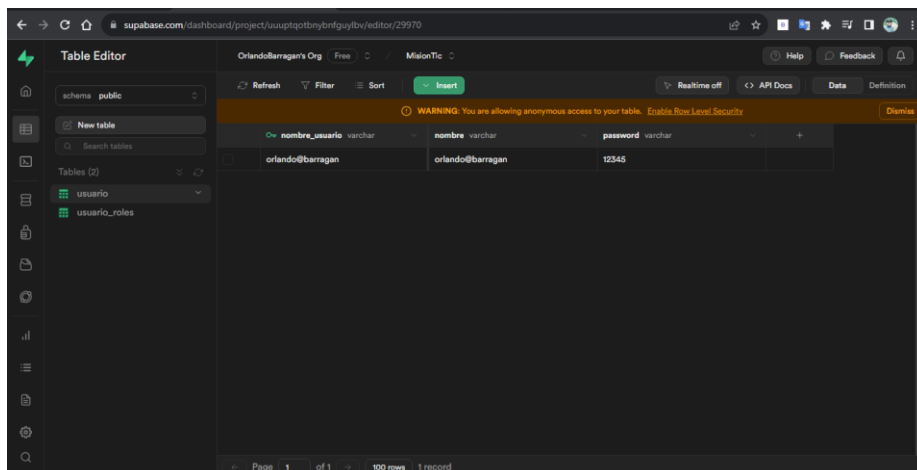 supabase.com/dashboard/project/uuuptqotbnybnfguylbv/editor/29970
Table Editor
OrlandoBarragan's Org Free / MisionTic
Help Feedback
schema public
Refresh Filter Sort Insert Realtime off <> API Docs Data Definition
WARNING: You are allowing anonymous access to your table. Enable Row Level Security Dismiss
New table
Search tables
nombre_usuario varchar nombre varchar password varchar +
orlando@barragan orlando@barragan 12345
Tables (2)
usuario
usuario_roles
Page 1 of 1 100 rows 1 record